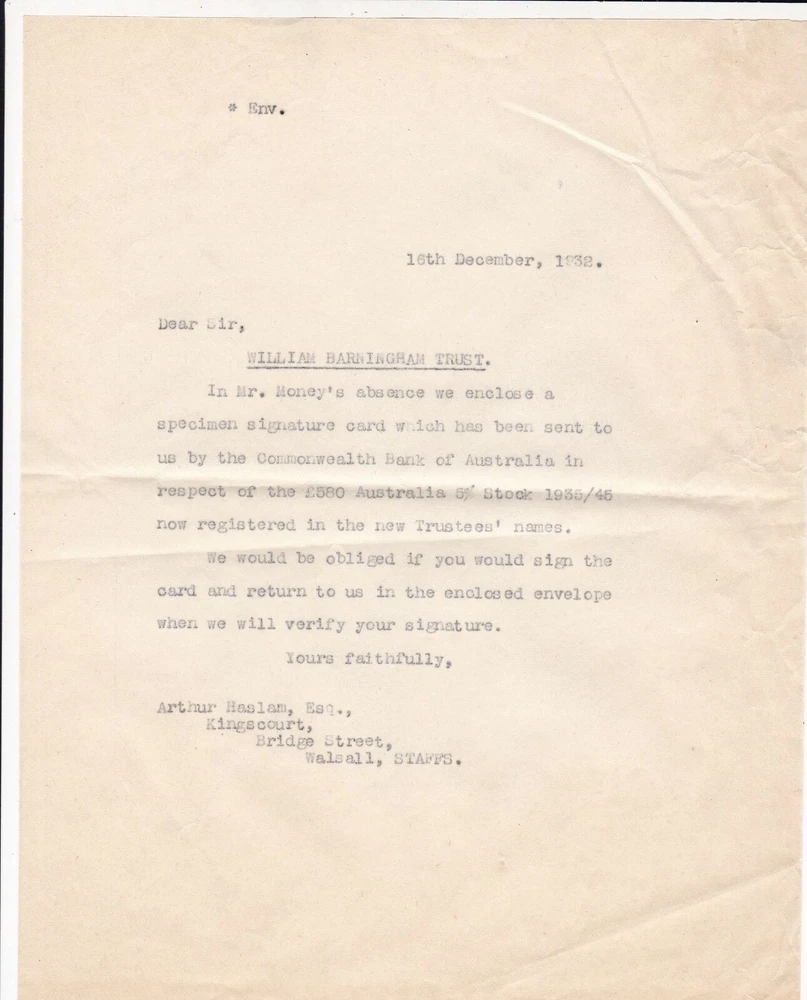 * Env.
16th December, 1932.
Dear Sir,
WILLIAM BARNINGHAM TRUST.
In Mr. Money's absence we enclose a
specimen signature card which has been sent to
us by the Commonwealth Bank of Australia in
respect of the £580 Australia 5% Stock 1935/45
now registered in the new Trustees' names.
We would be obliged if you would sign the
card and return to us in the enclosed envelope
when we will verify your signature.
Yours faithfully,
Arthur Haslam, Esq.,
Kingscourt,
Bridge Street,
Walsall, STAFFS.